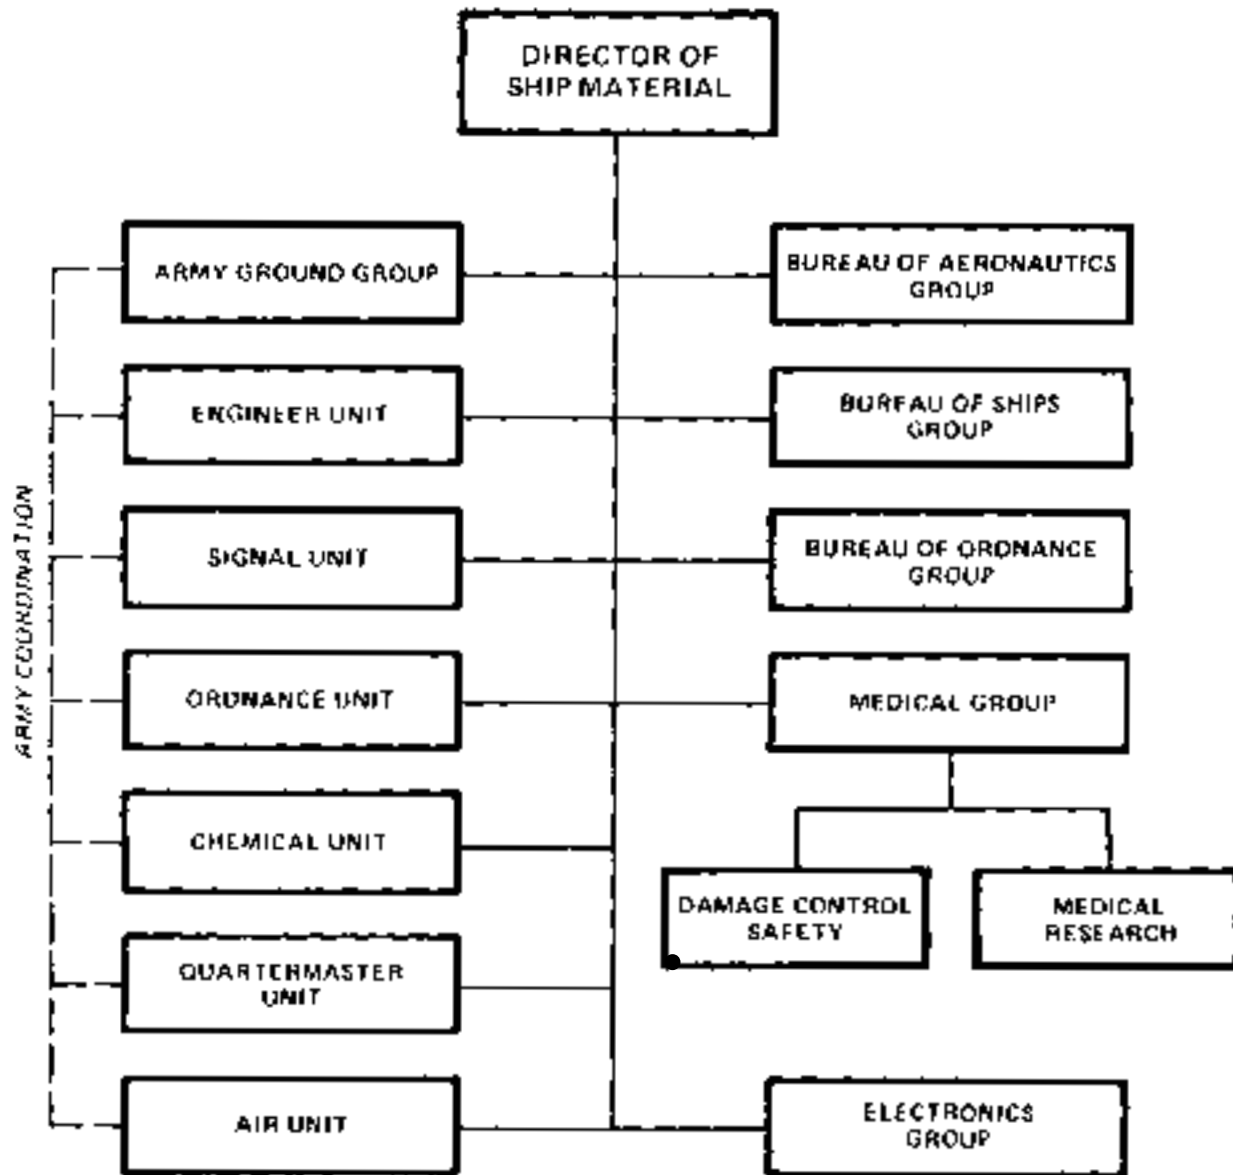 DIRECTOR OF
SHIP MATERIAL
ARMY GROUND GROUP
BUREAU OF AERONAUTICS
GROUP
ENGINEER UNIT
BUREAU OF SHIPS
GROUP
SIGNAL UNIT
BUREAU OF ORDNANCE
GROUP
ARMY COORDINATION
ORDNANCE UNIT
MEDICAL GROUP
CHEMICAL UNIT
DAMAGE CONTROL
SAFETY
MEDICAL
RESEARCH
QUARTERMASTER
UNIT
AIR UNIT
ELECTRONICS
GROUP